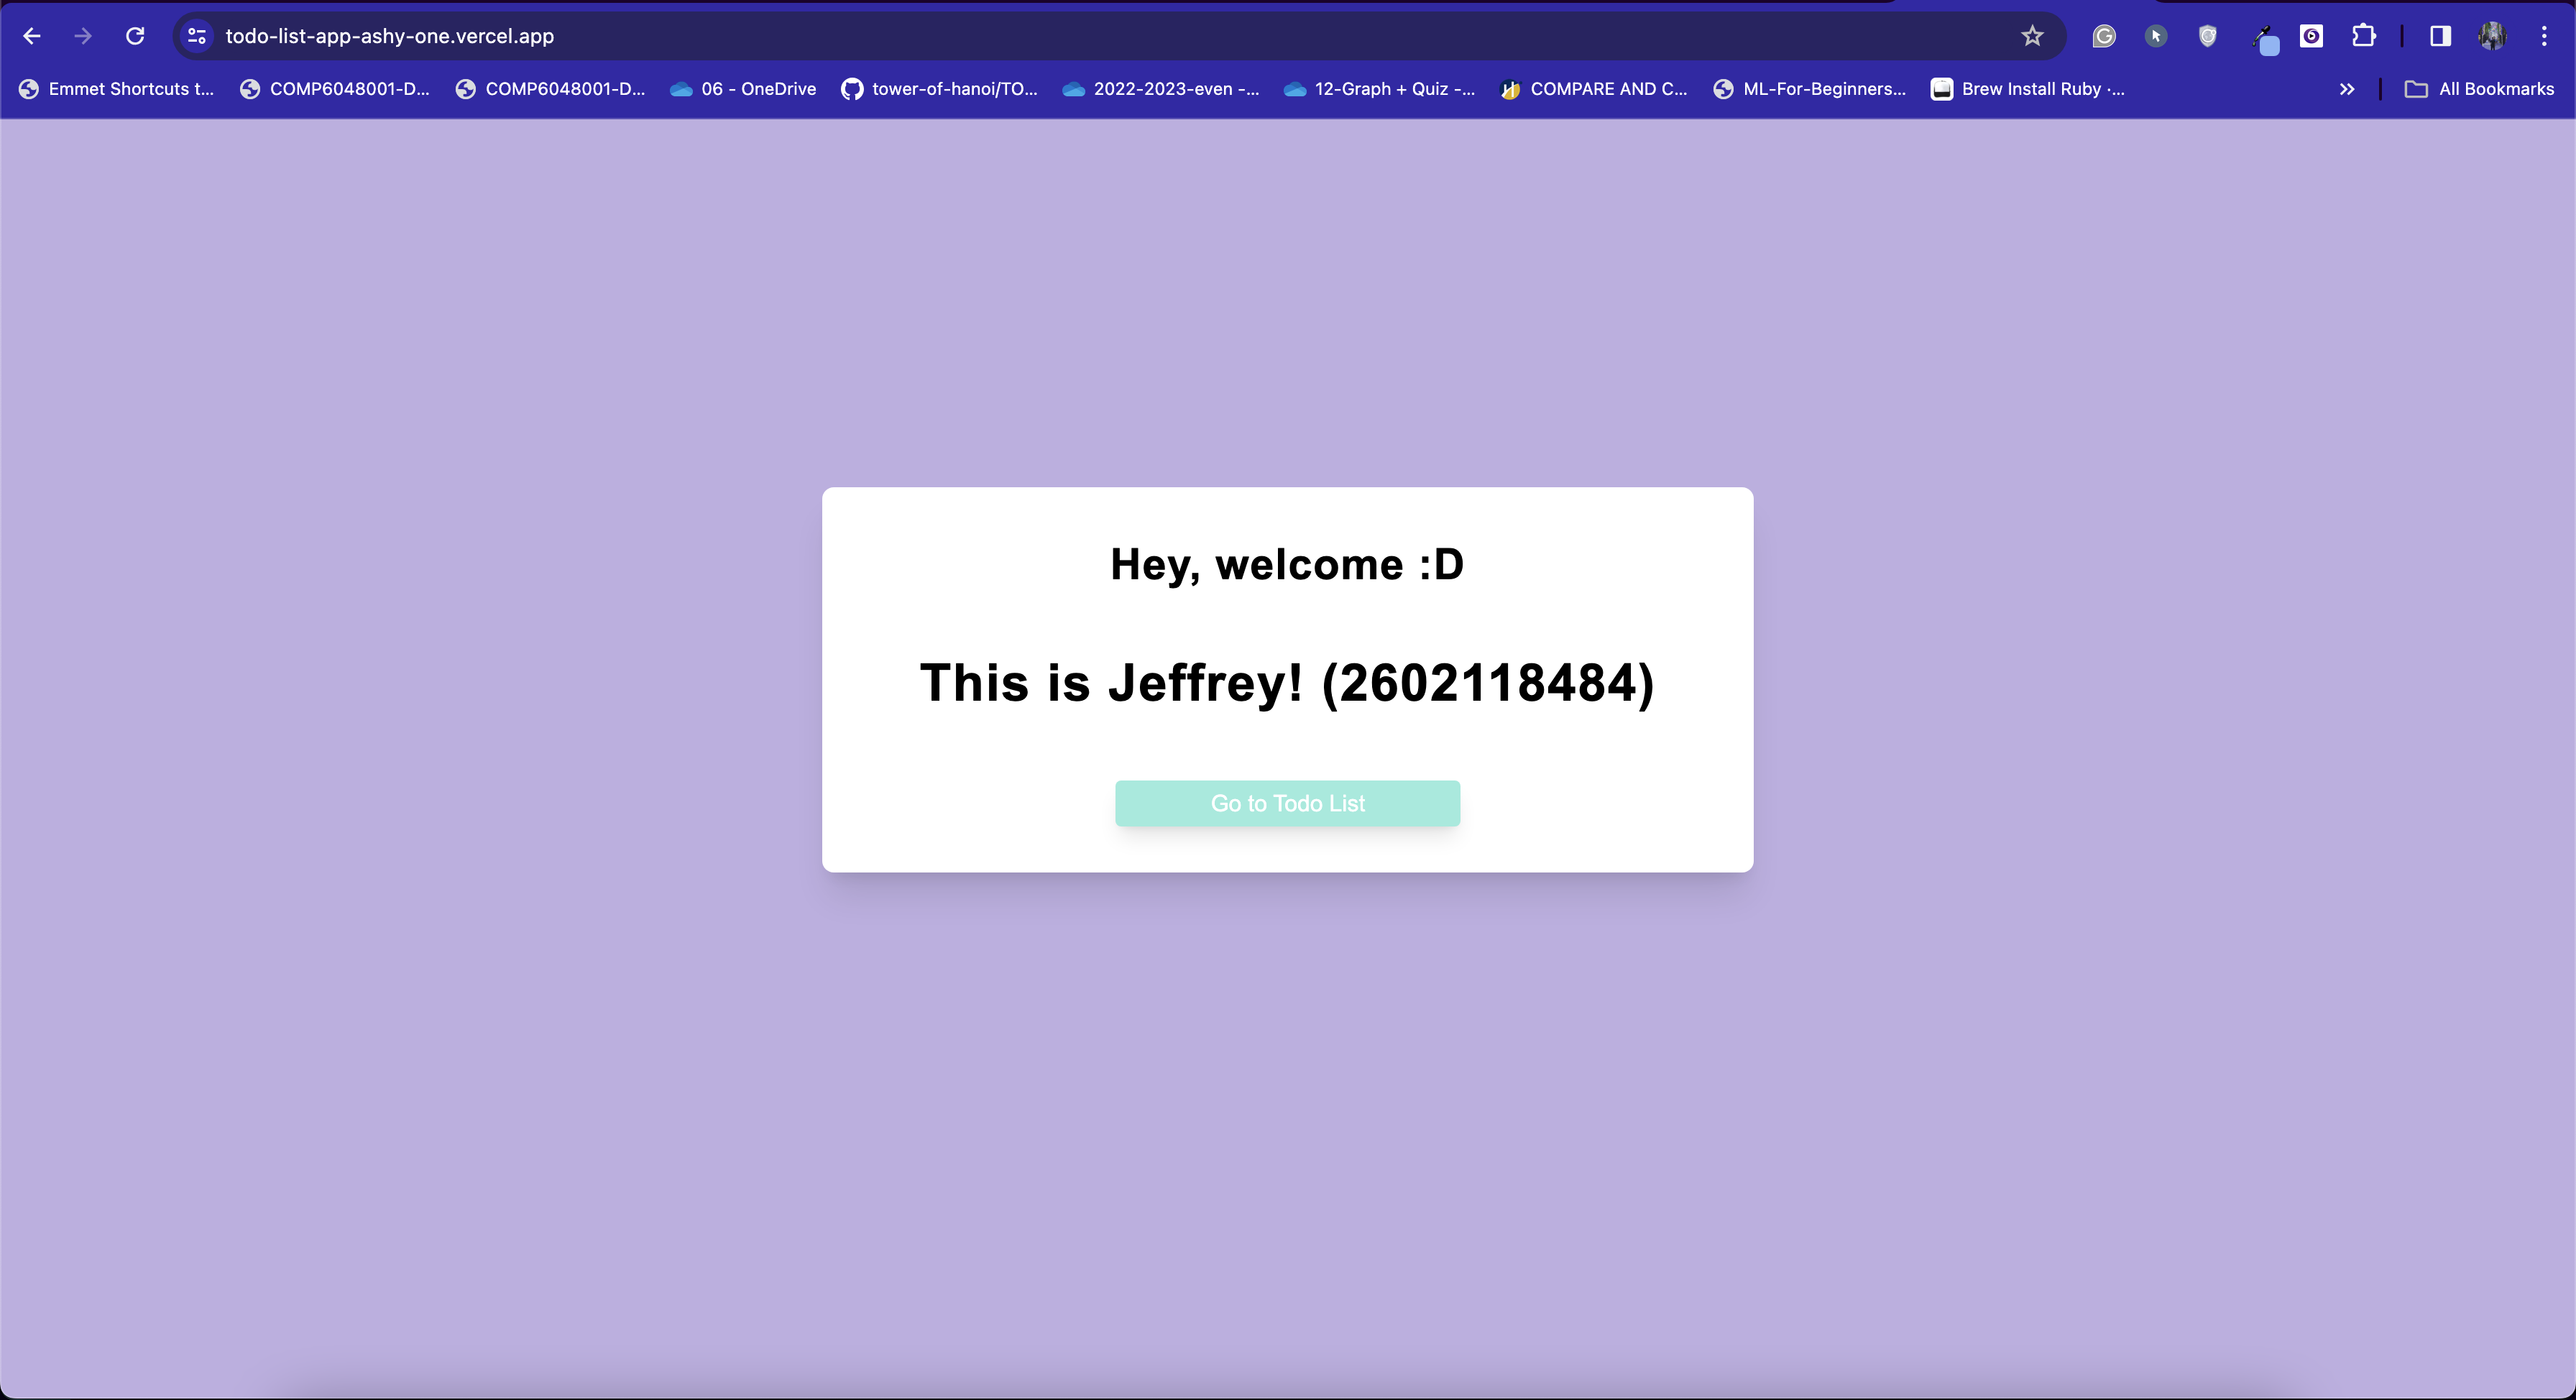 todo-list-app-ashy-one.vercel.app
Emmet Shortcuts t... COMP6048001-D... COMP6048001-D... 06 - OneDrive tower-of-hanoi/TO... 2022-2023-even -... 12-Graph + Quiz -... COMPARE AND C... ML-For-Beginners... Brew Install Ruby ·... All Bookmarks
Hey, welcome :D
This is Jeffrey! (2602118484)
Go to Todo List